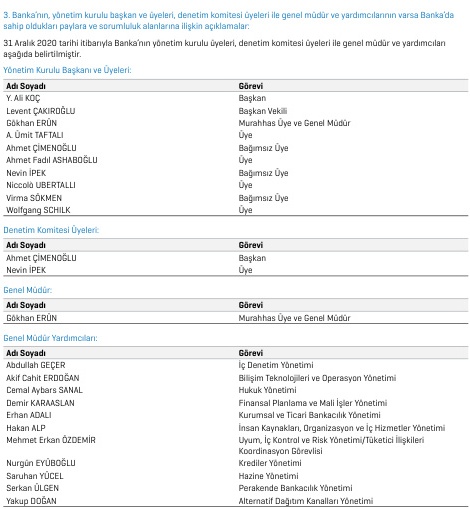 3. Banka'nın, yönetim kurulu başkan ve üyeleri, denetim komitesi üyeleri ile genel müdür ve yardımcılarının varsa Banka'da
sahip oldukları paylara ve sorumluluk alanlarına ilişkin açıklamalar:
31 Aralık 2020 tarihi itibarıyla Banka'nın yönetim kurulu üyeleri, denetim komitesi üyeleri ile genel müdür ve yardımcıları
aşağıda belirtilmiştir.
Yönetim Kurulu Başkanı ve Üyeleri:
Adı Soyadı Görevi
Y. Ali KOÇ Başkan
Levent ÇAKIROĞLU Başkan Vekili
Gökhan ERÜN Murahhas Üye ve Genel Müdür
A. Ümit TAFTALI Üye
Ahmet ÇİMENOĞLU Bağımsız Üye
Ahmet Fadıl ASHABOĞLU Üye
Nevin İPEK Bağımsız Üye
Niccolò UBERTALLI Üye
Virma SÖKMEN Bağımsız Üye
Wolfgang SCHILK Üye
Denetim Komitesi Üyeleri:
Adı Soyadı Görevi
Ahmet ÇİMENOĞLU Başkan
Nevin İPEK Üye
Genel Müdür:
Adı Soyadı Görevi
Gökhan ERÜN Murahhas Üye ve Genel Müdür
Genel Müdür Yardımcıları:
Adı Soyadı Görevi
Abdullah GEÇER İç Denetim Yönetimi
Akif Cahit ERDOĞAN Bilişim Teknolojileri ve Operasyon Yönetimi
Cemal Aybars SANAL Hukuk Yönetimi
Demir KARAASLAN Finansal Planlama ve Mali İşler Yönetimi
Erhan ADALI Kurumsal ve Ticari Bankacılık Yönetimi
Hakan ALP İnsan Kaynakları, Organizasyon ve İç Hizmetler Yönetimi
Mehmet Erkan ÖZDEMİR Uyum, İç Kontrol ve Risk Yönetimi/Tüketici İlişkileri
Koordinasyon Görevlisi
Nurgün EYÜBOĞLU Krediler Yönetimi
Saruhan YÜCEL Hazine Yönetimi
Serkan ÜLGEN Perakende Bankacılık Yönetimi
Yakup DOĞAN Alternatif Dağıtım Kanalları Yönetimi